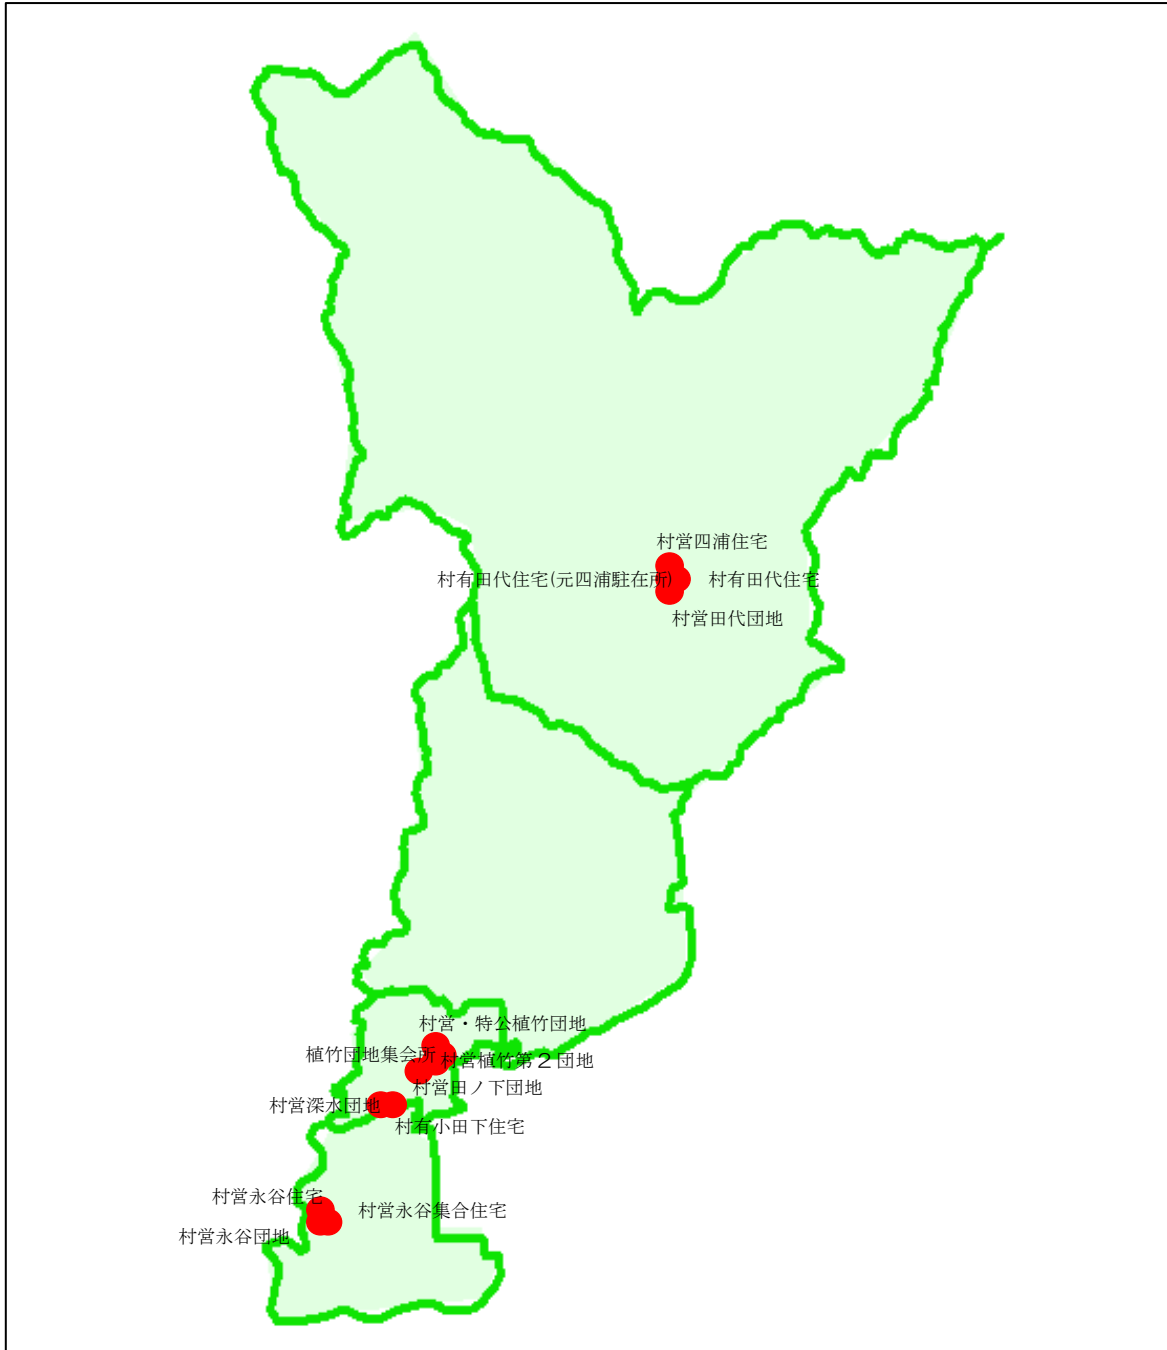 村営四浦住宅
村有田代住宅(元四浦駐在所)
村有田代住宅
村営田代団地
村営・特公植竹団地
植竹団地集会所
村営植竹第２団地
村営田ノ下団地
村営深水団地
村有小田下住宅
村営永谷住宅
村営永谷集合住宅
村営永谷団地